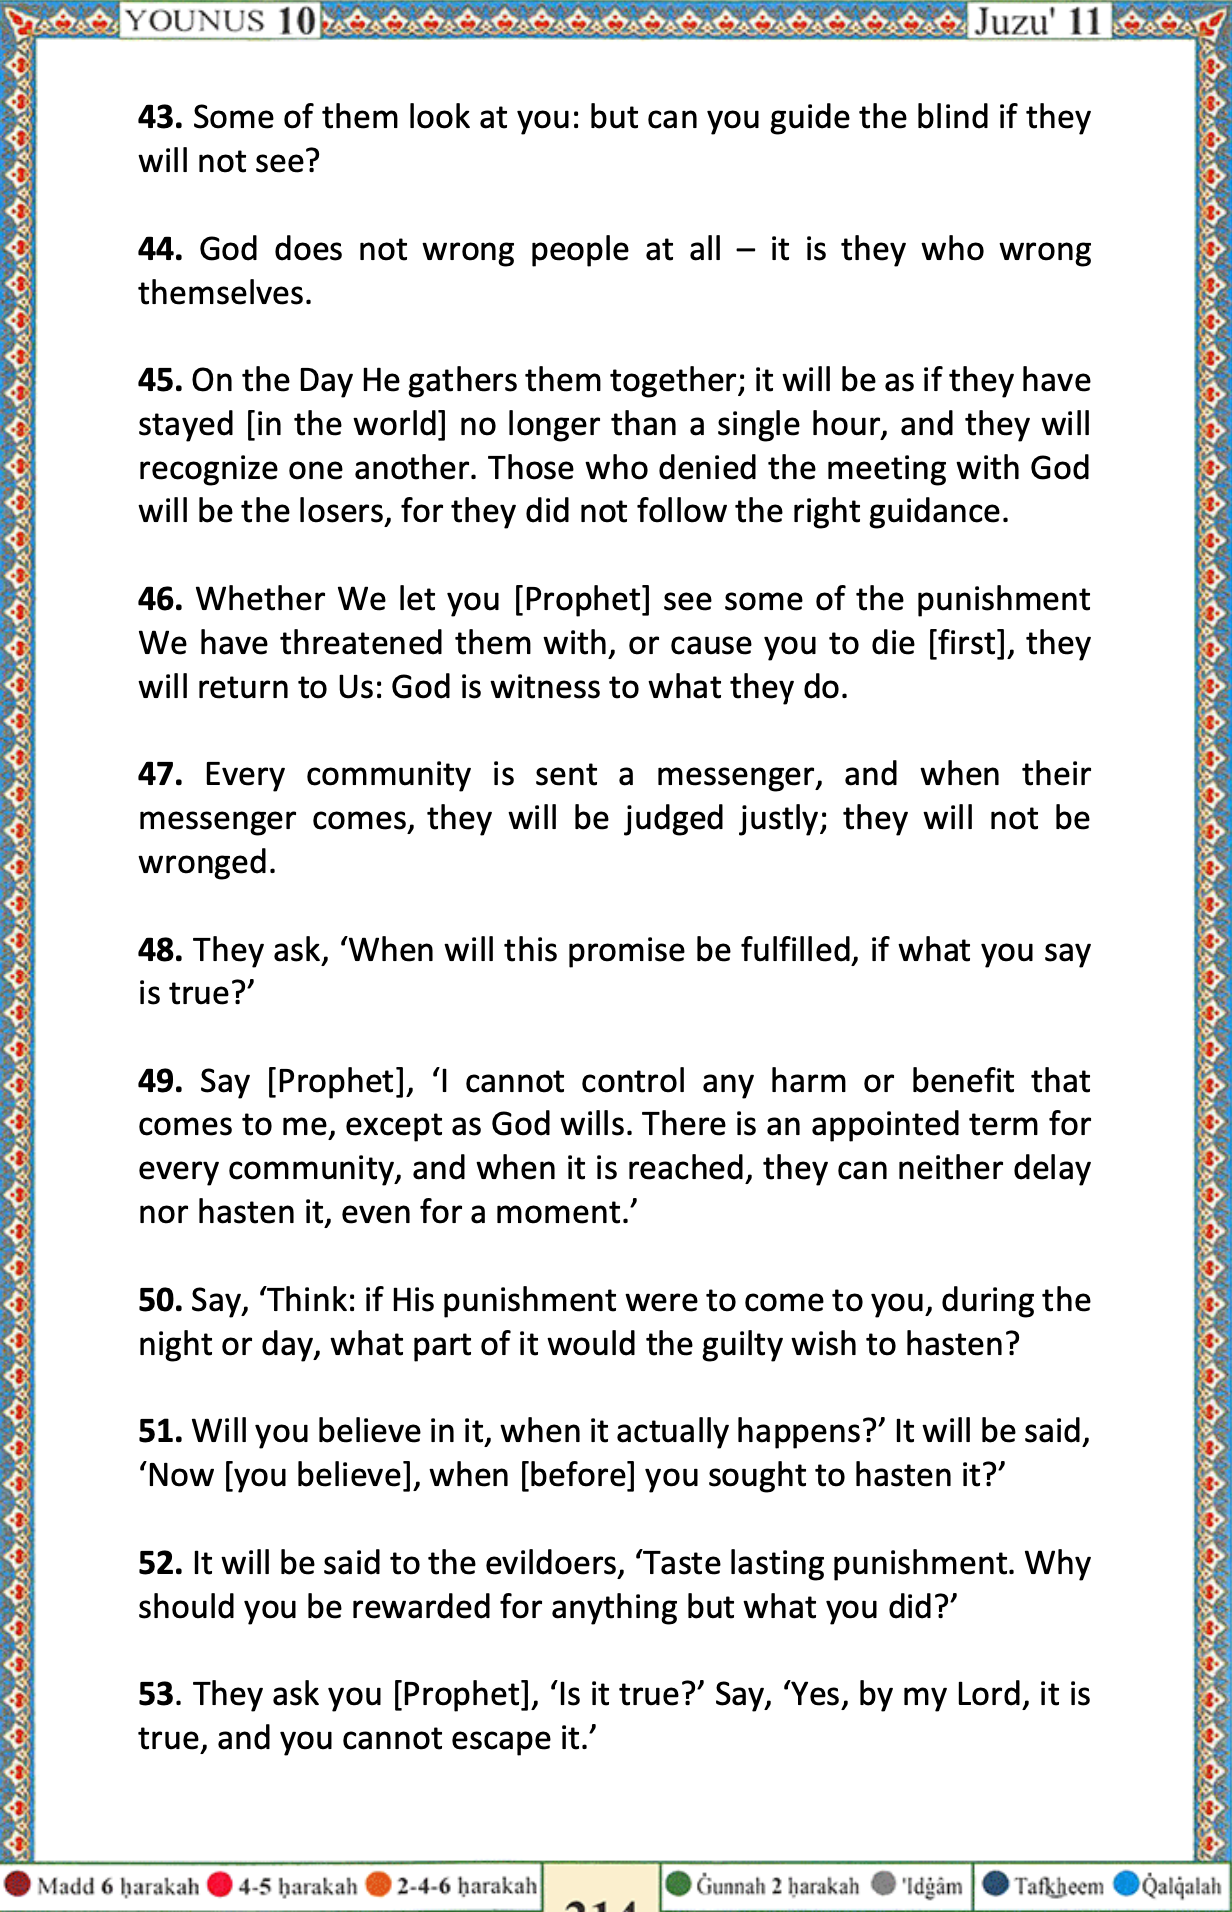 YOUNUS 10
Juzu' 11
43. Some of them look at you: but can you guide the blind if they
will not see?
44. God does not wrong people at all – it is they who wrong
themselves.
45. On the Day He gathers them together; it will be as if they have
stayed [in the world] no longer than a single hour, and they will
recognize one another. Those who denied the meeting with God
will be the losers, for they did not follow the right guidance.
46. Whether We let you [Prophet] see some of the punishment
We have threatened them with, or cause you to die [first], they
will return to Us: God is witness to what they do.
47. Every community is sent a messenger, and when their
messenger comes, they will be judged justly; they will not be
wronged.
48. They ask, ‘When will this promise be fulfilled, if what you say
is true?’
49. Say [Prophet], ‘I cannot control any harm or benefit that
comes to me, except as God wills. There is an appointed term for
every community, and when it is reached, they can neither delay
nor hasten it, even for a moment.’
50. Say, ‘Think: if His punishment were to come to you, during the
night or day, what part of it would the guilty wish to hasten?
51. Will you believe in it, when it actually happens?’ It will be said,
‘Now [you believe], when [before] you sought to hasten it?’
52. It will be said to the evildoers, ‘Taste lasting punishment. Why
should you be rewarded for anything but what you did?’
53. They ask you [Prophet], ‘Is it true?’ Say, ‘Yes, by my Lord, it is
true, and you cannot escape it.’
Madd 6 ḥarakah 4-5 ḥarakah 2-4-6 ḥarakah 214 Ġunnah 2 ḥarakah 'Idġâm Tafkheem Q̇alq̇alah